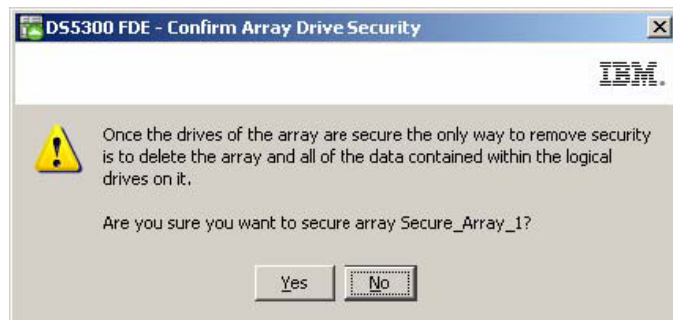 DS5300 FDE - Confirm Array Drive Security
IBM.
Once the drives of the array are secure the only way to remove security
is to delete the array and all of the data contained within the logical
drives on it.
Are you sure you want to secure array Secure_Array_1?
Yes
No